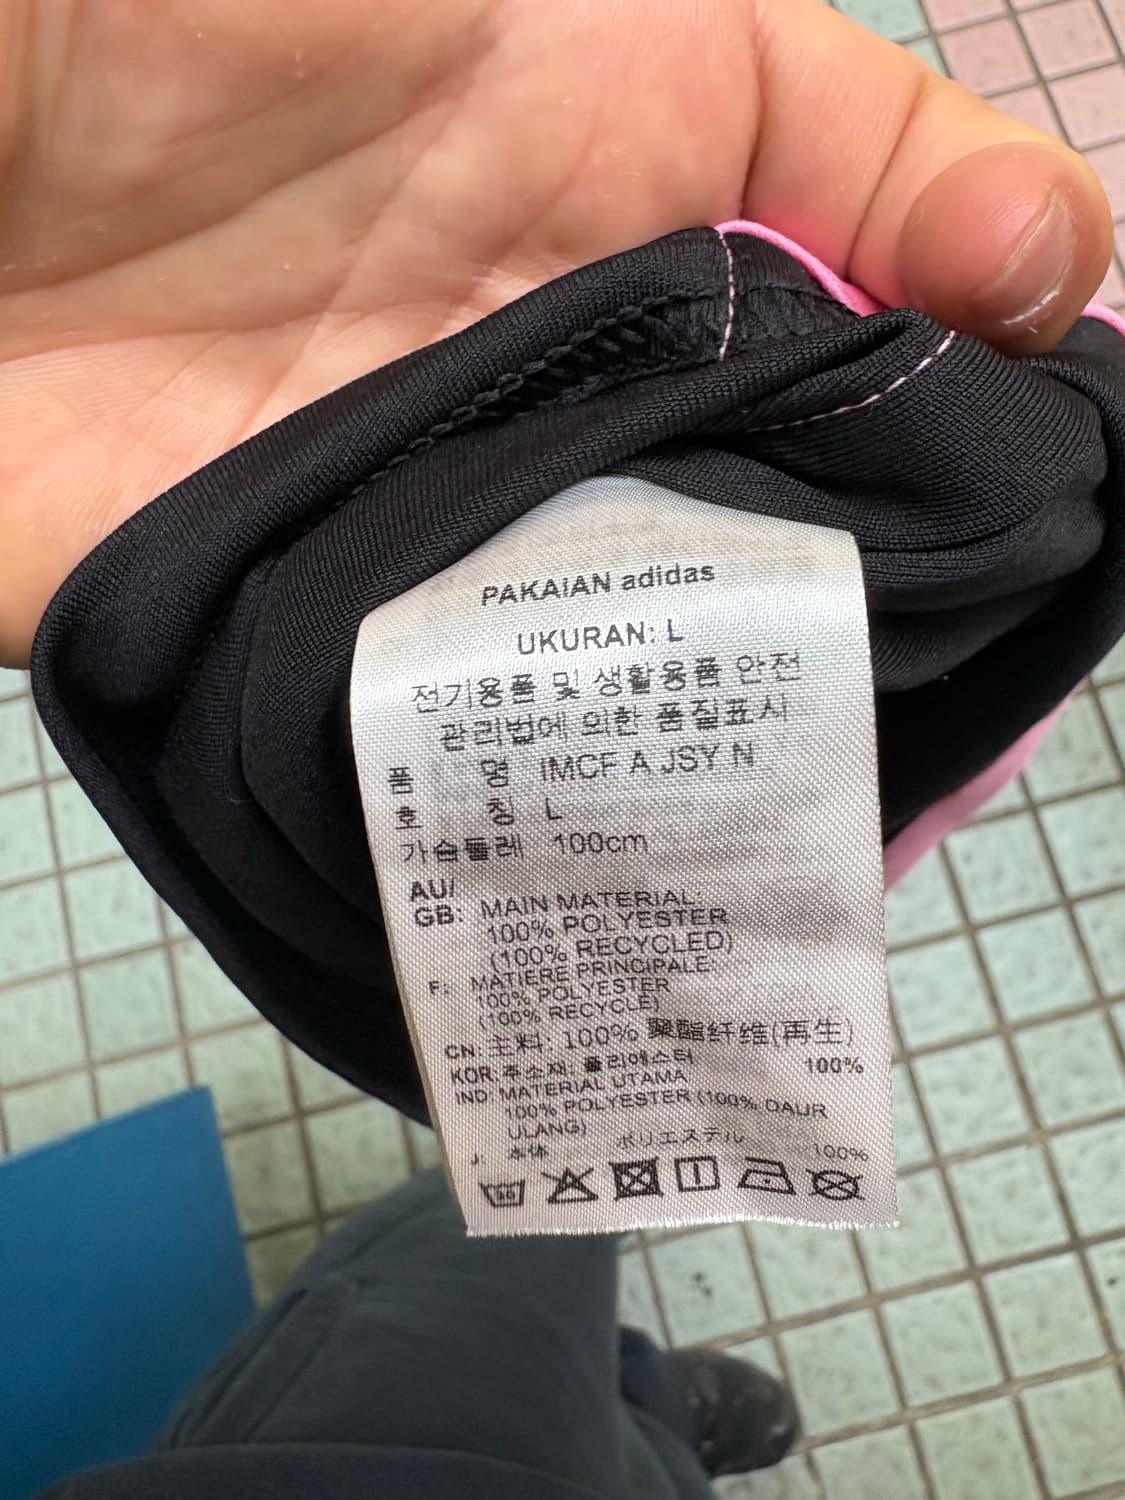 PAKAIAN adidas
UKURAN: L
전기용품 및 생활용품 안전
관리법에 의한 품질표시
품 명 IMCF A JSY N
호 칭 L
가슴둘레 100cm
AU/
GB: MAIN MATERIAL:
100% POLYESTER
(100% RECYCLED)
F: MATIERE PRINCIPALE:
100% POLYESTER
(100% RECYCLE)
CN: 主料: 100% 聚酯纤维(再生)
KOR 주소재: 폴리에스터 100%
IND: MATERIAL UTAMA
100% POLYESTER (100% DAUR
ULANG)
J: 本体 ポリエステル 100%